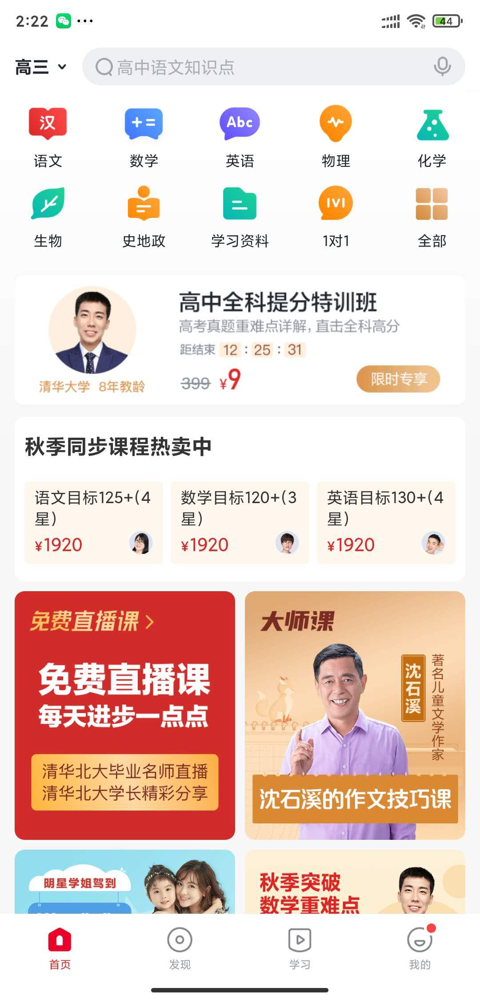 2:22
44
高三
高中语文知识点
汉
Abc
语文
数学
英语
物理
化学
生物
史地政
学习资料
1对1
全部
高中全科提分特训班
高考真题重难点详解，直击全科高分
距结束 12 : 25 : 31
399 ¥9
限时专享
清华大学 8年教龄
秋季同步课程热卖中
语文目标125+(4
星)
¥1920
数学目标120+(3
星)
¥1920
英语目标130+(4
星)
¥1920
免费直播课
免费直播课
每天进步一点点
清华北大毕业名师直播
清华北大学长精彩分享
大师课
著名儿童文学作家
沈石溪
沈石溪的作文技巧课
明星学姐驾到
秋季突破
数学重难点
首页
发现
学习
我的